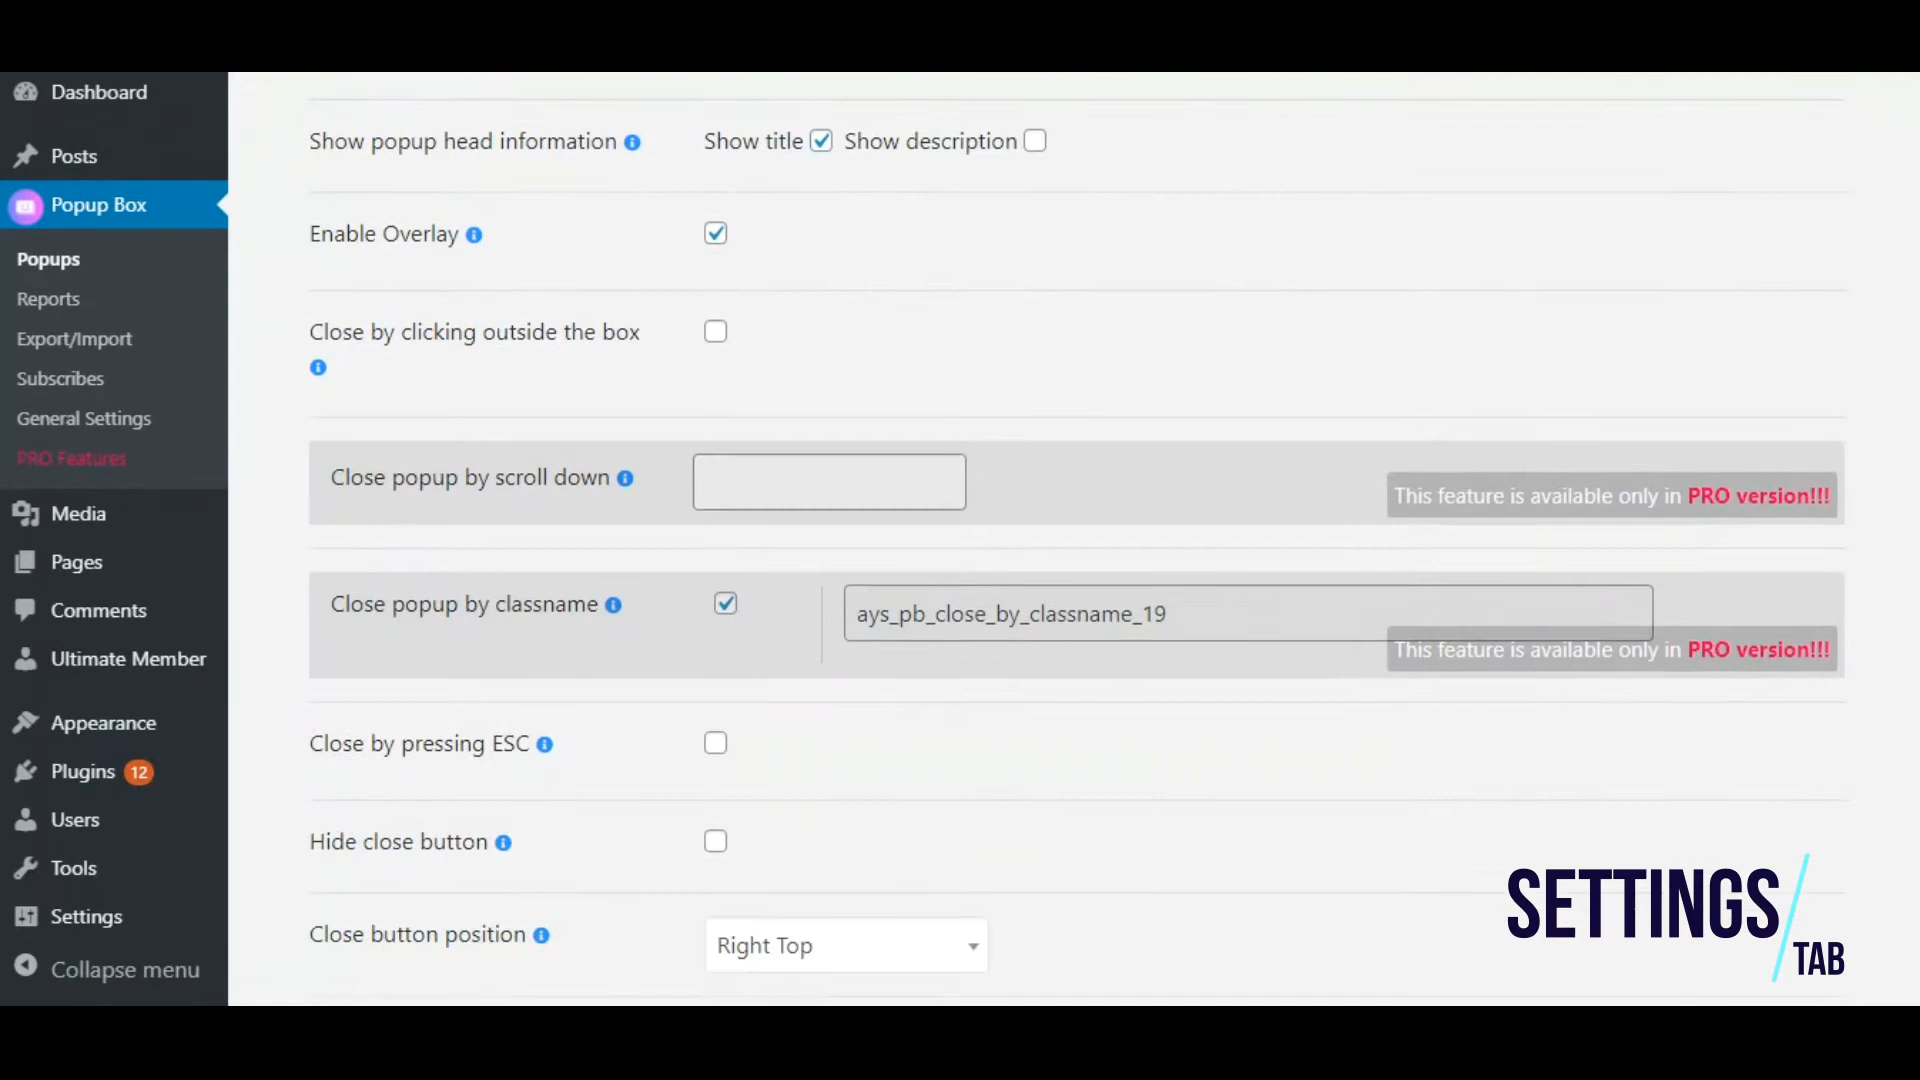 Dashboard
Posts
Popup Box
Popups
Reports
Export/Import
Subscribes
General Settings
PRO Features
Media
Pages
Comments
Ultimate Member
Appearance
Plugins 12
Users
Tools
Settings
Collapse menu
Show popup head information
Show title Show description
Enable Overlay
Close by clicking outside the box
Close popup by scroll down
This feature is available only in PRO version!!!
Close popup by classname
ays_pb_close_by_classname_19
This feature is available only in PRO version!!!
Close by pressing ESC
Hide close button
Close button position
Right Top
SETTINGS
TAB